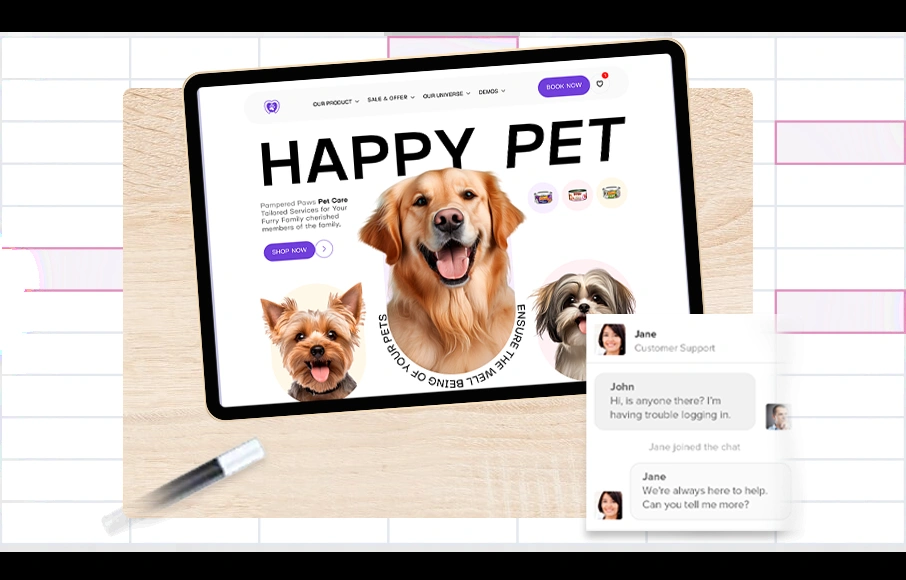 OUR PRODUCT
SALE & OFFER
OUR UNIVERSE
DEMOS
BOOK NOW
HAPPY PET
Pampered Paws Pet Care
Tailored Services for Your
Furry Family cherished
members of the family.
SHOP NOW
ENSURE THE WELL BEING OF YOUR PETS
Jane
Customer Support
John
Hi, is anyone there? I'm
having trouble logging in.
Jane joined the chat
Jane
We're always here to help.
Can you tell me more?